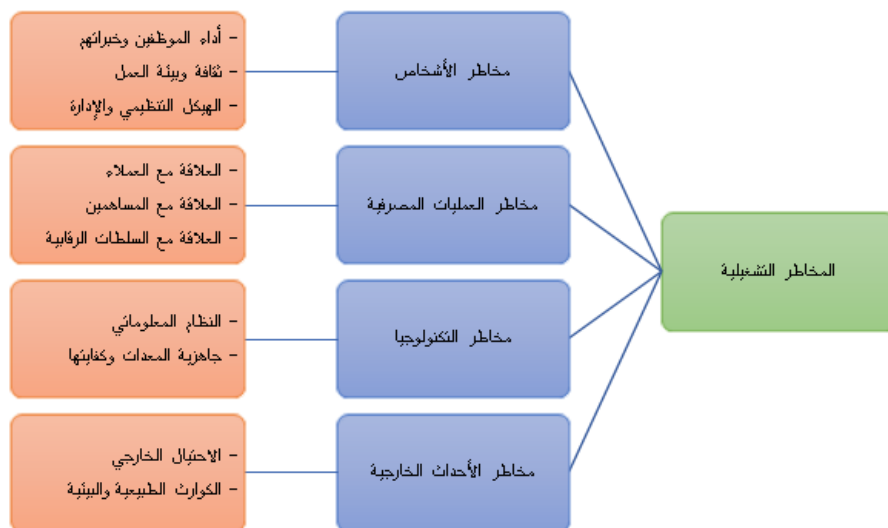 المخاطر التشغيلية
مخاطر الأشخاص
- أداء الموظفين وخبراتهم
- ثقافة وبيئة العمل
- الهيكل التنظيمي والإدارة
مخاطر العمليات المصرفية
- العلاقة مع العملاء
- العلاقة مع المساهمين
- العلاقة مع السلطات الرقابية
مخاطر التكنولوجيا
- النظام المعلوماتي
- جاهزية المعدات وكفايتها
مخاطر الأحداث الخارجية
- الاحتيال الخارجي
- الكوارث الطبيعية والبيئية